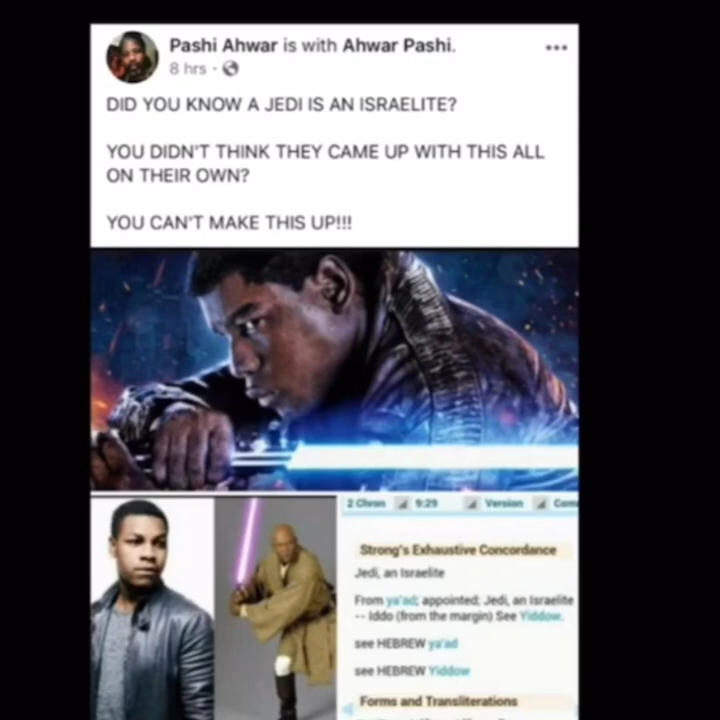 Pashi Ahwar is with Ahwar Pashi.
8 hrs ·
DID YOU KNOW A JEDI IS AN ISRAELITE?
YOU DIDN'T THINK THEY CAME UP WITH THIS ALL
ON THEIR OWN?
YOU CAN'T MAKE THIS UP!!!
2 Chron 9:29 Version Com
Strong's Exhaustive Concordance
Jedi, an Israelite
From ya'ad; appointed; Jedi, an Israelite
-- Iddo (from the margin) See Yiddow.
see HEBREW ya'ad
see HEBREW Yiddow
Forms and Transliterations